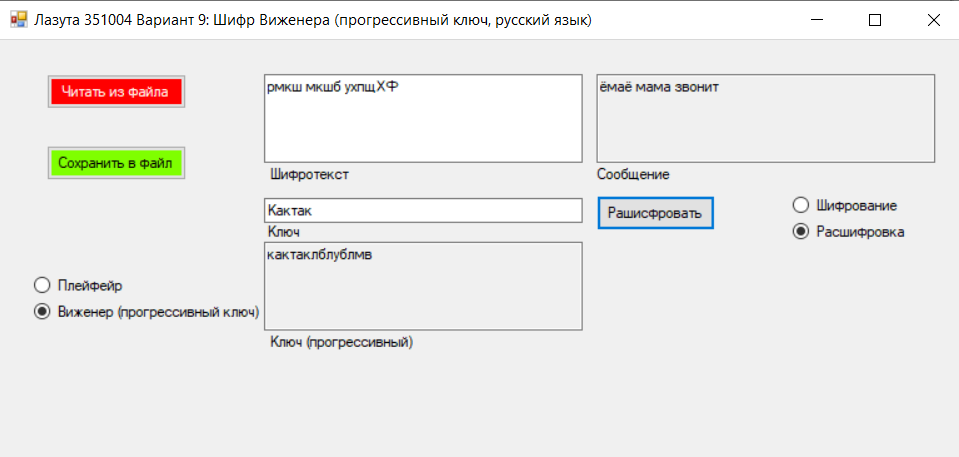 Лазута 351004 Вариант 9: Шифр Виженера (прогрессивный ключ, русский язык)
Читать из файла
рмкш мкшб ухпщХФ
ёмаё мама звонит
Сохранить в файл
Шифротекст
Сообщение
Кактак
Рашисфровать
Шифрование
Ключ
Расшифровка
кактаклблублмв
Плейфейр
Виженер (прогрессивный ключ)
Ключ (прогрессивный)